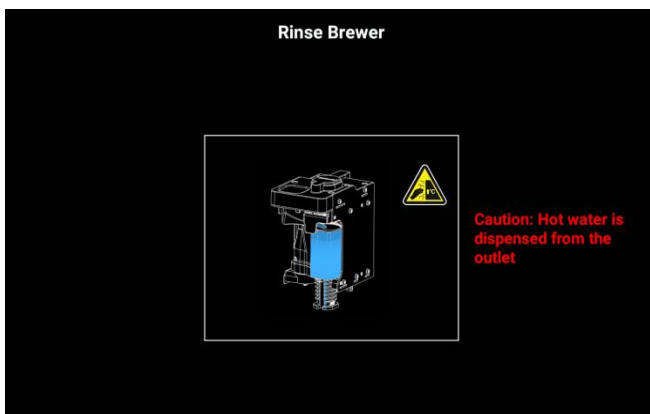 Rinse Brewer
Caution: Hot water is
dispensed from the
outlet